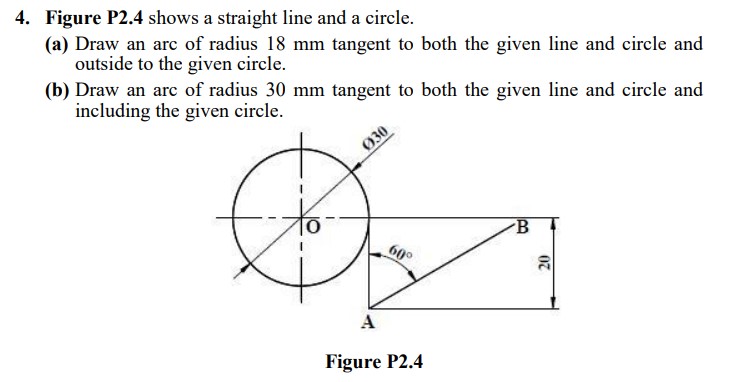 4. Figure P2.4 shows a straight line and a circle.
(a) Draw an arc of radius 18 mm tangent to both the given line and circle and
outside to the given circle.
(b) Draw an arc of radius 30 mm tangent to both the given line and circle and
including the given circle.
Ø30
O
B
60°
20
A
Figure P2.4